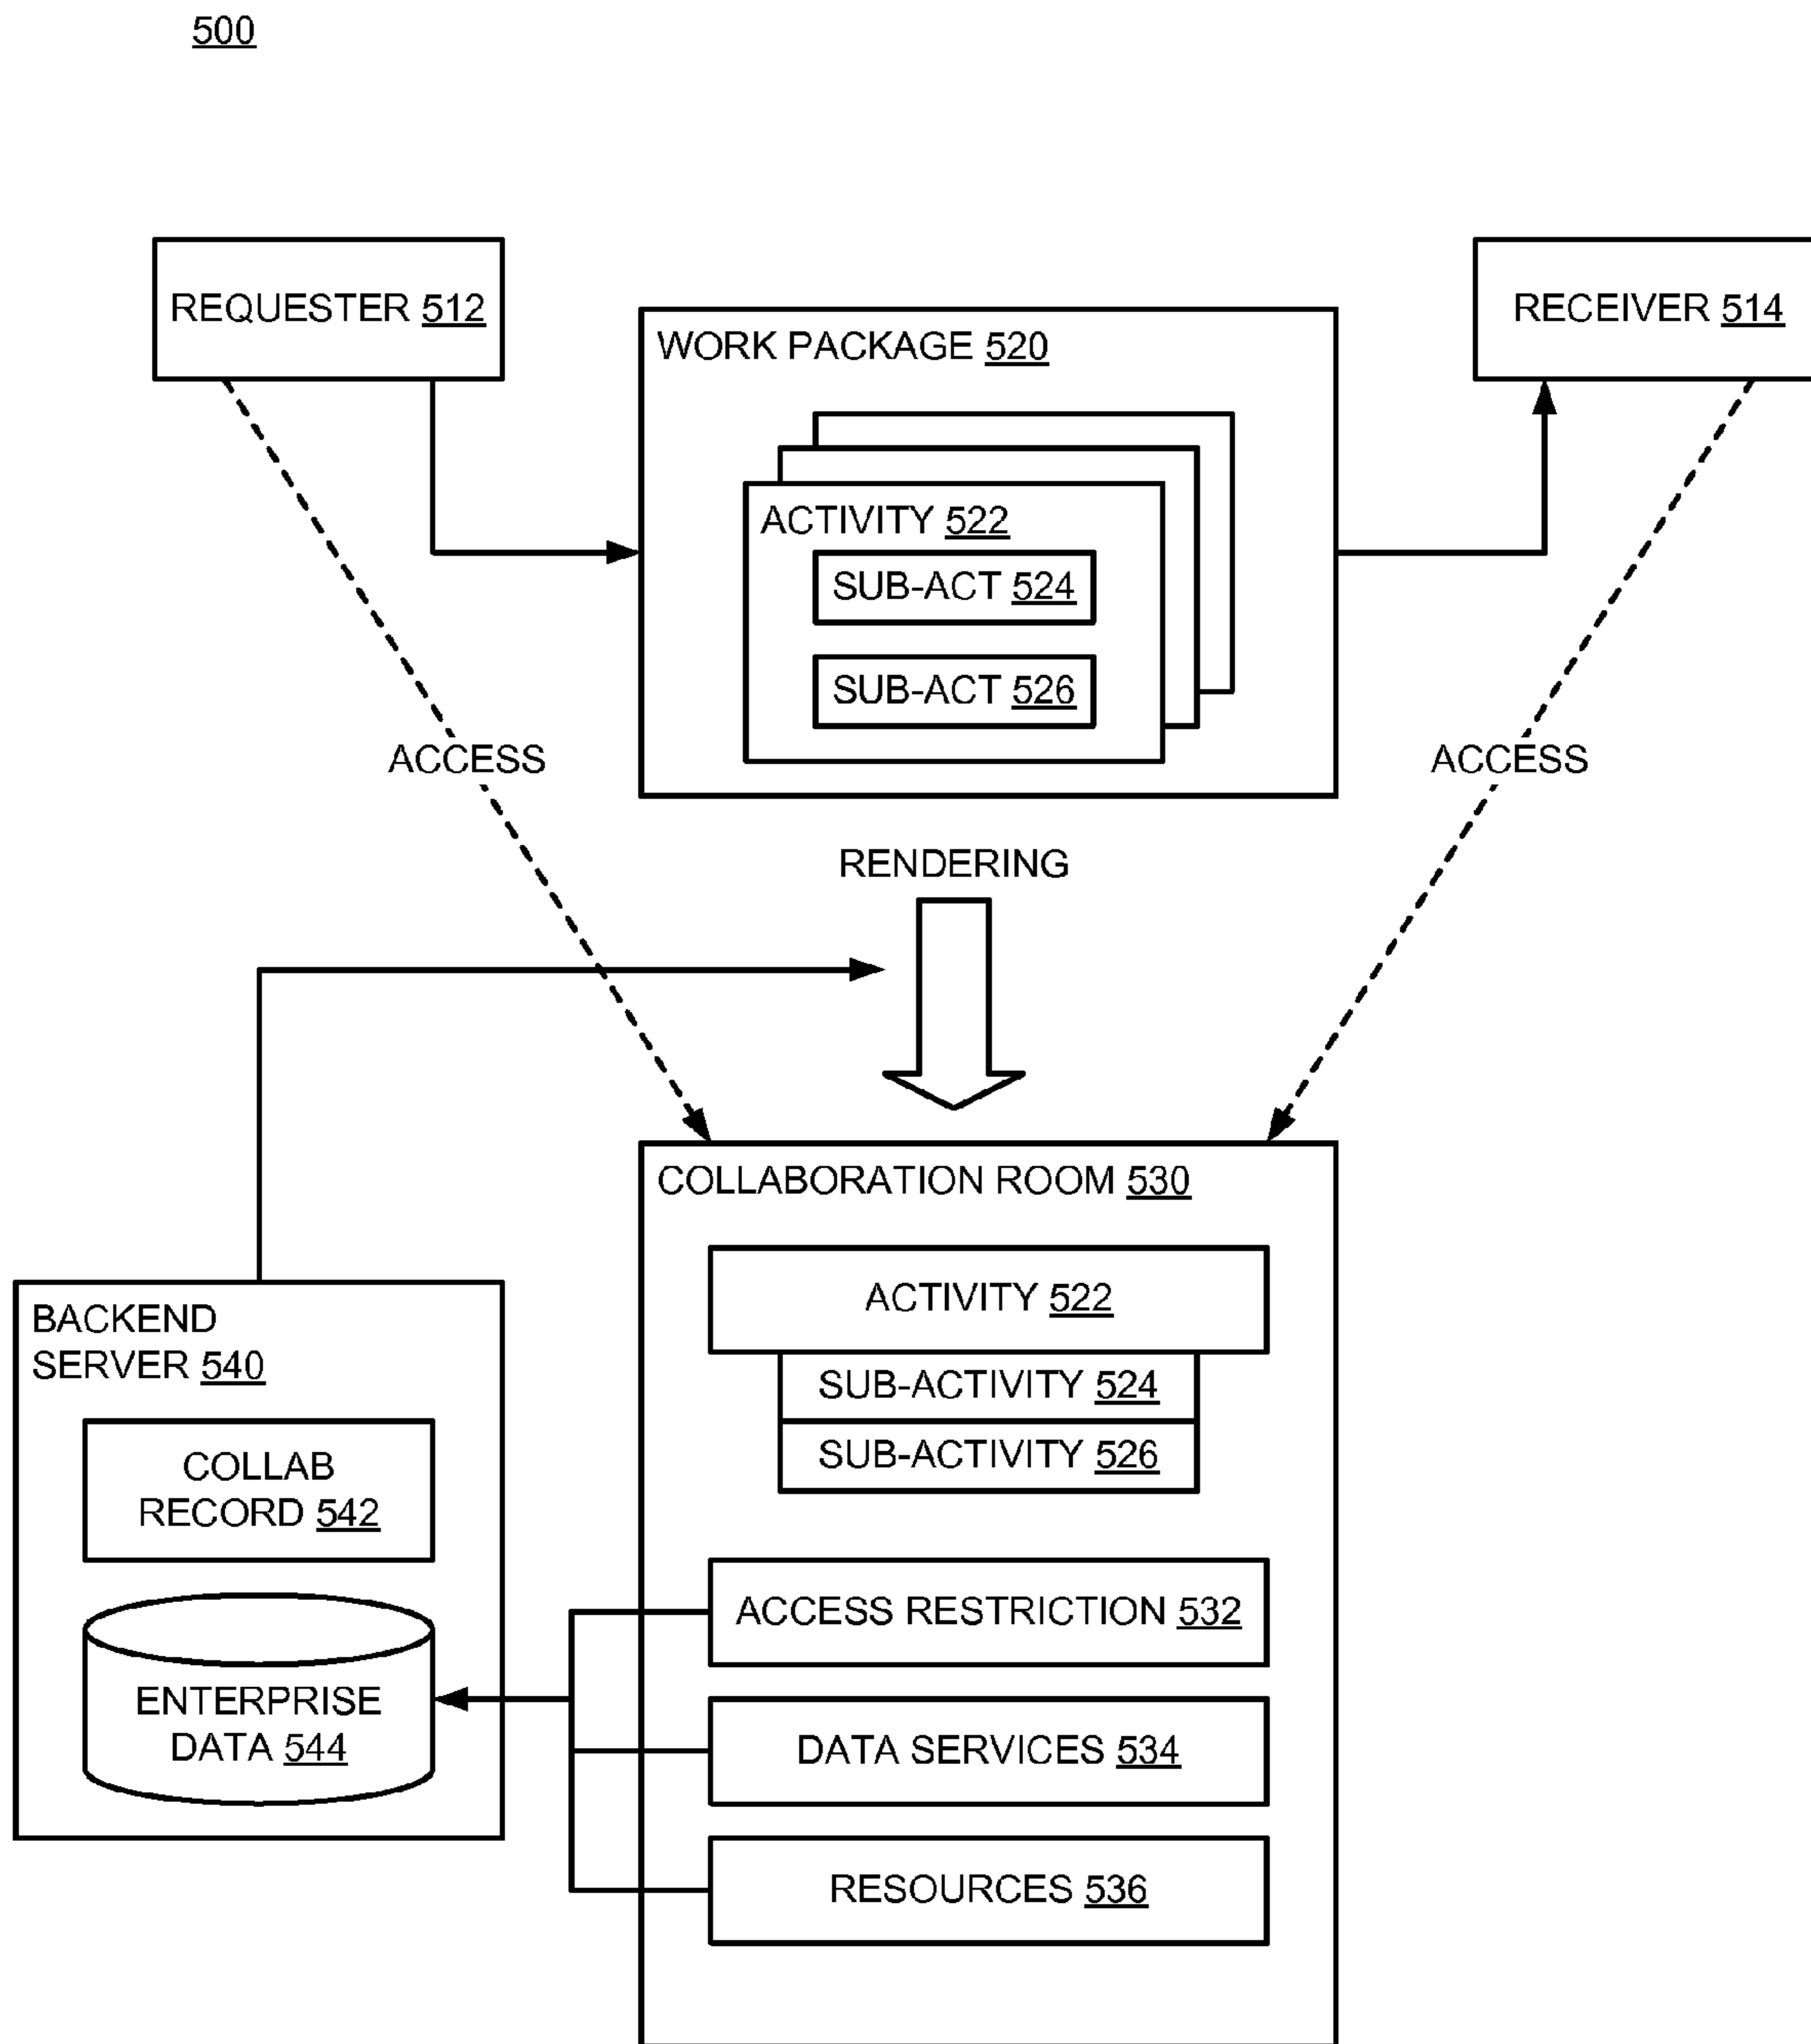 500
REQUESTER 512
RECEIVER 514
WORK PACKAGE 520
ACTIVITY 522
SUB-ACT 524
SUB-ACT 526
ACCESS
ACCESS
RENDERING
COLLABORATION ROOM 530
ACTIVITY 522
SUB-ACTIVITY 524
SUB-ACTIVITY 526
BACKEND
SERVER 540
COLLAB
RECORD 542
ENTERPRISE
DATA 544
ACCESS RESTRICTION 532
DATA SERVICES 534
RESOURCES 536